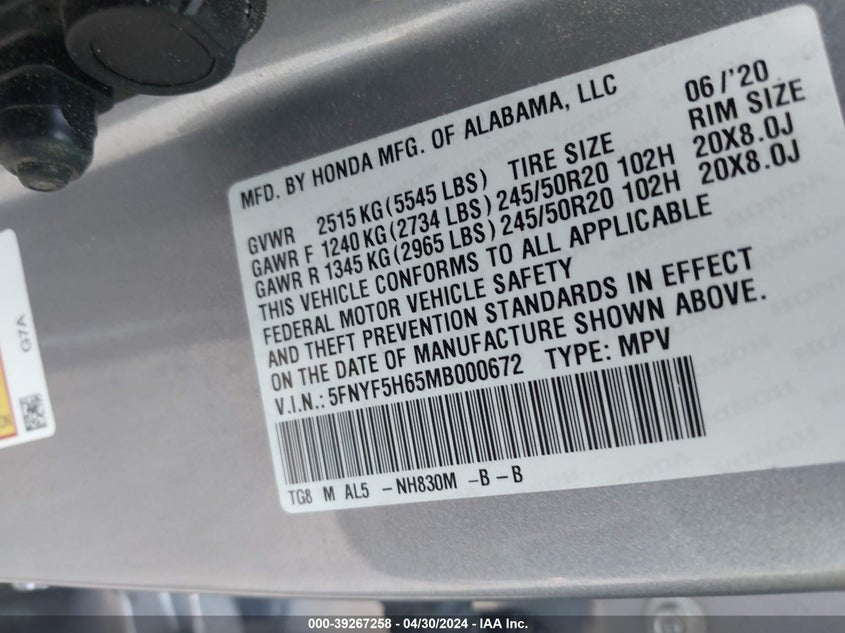 MFD. BY HONDA MFG. OF ALABAMA, LLC 06/'20
TIRE SIZE RIM SIZE
GVWR 2515 KG (5545 LBS)
GAWR F 1240 KG (2734 LBS) 245/50R20 102H 20X8.0J
GAWR R 1345 KG (2965 LBS) 245/50R20 102H 20X8.0J
THIS VEHICLE CONFORMS TO ALL APPLICABLE
FEDERAL MOTOR VEHICLE SAFETY
AND THEFT PREVENTION STANDARDS IN EFFECT
ON THE DATE OF MANUFACTURE SHOWN ABOVE.
V.I.N.: 5FNYF5H65MB000672 TYPE: MPV
TG8 M AL5 -NH830M -B-B
G7A
000-39267258 - 04/30/2024 - IAA Inc.